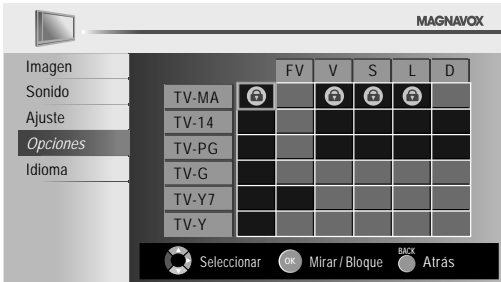 MAGNAVOX
Imagen
Sonido
Ajuste
Opciones
Idioma
FV V S L D
TV-MA
TV-14
TV-PG
TV-G
TV-Y7
TV-Y
Seleccionar OK Mirar / Bloque BACK Atrás